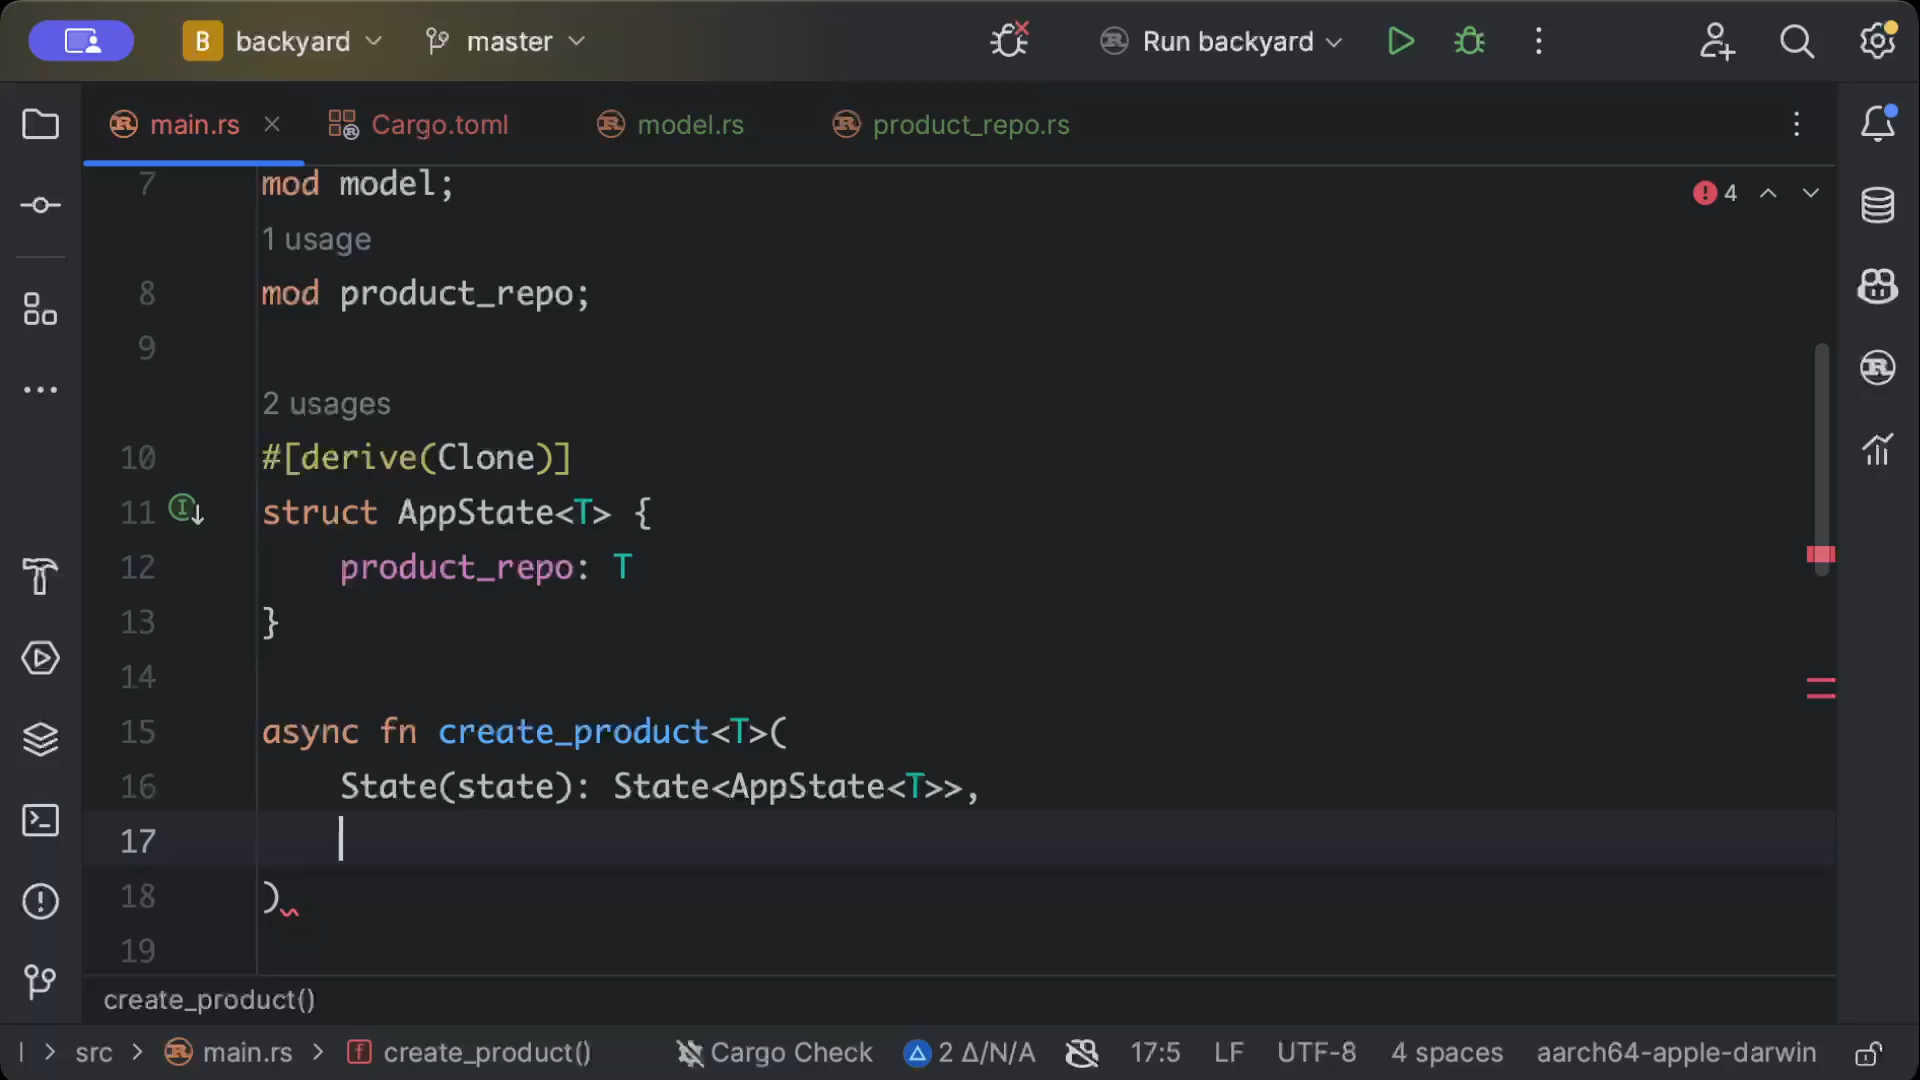 B backyard master Run backyard
main.rs Cargo.toml model.rs product_repo.rs
7 mod model;
4
1 usage
8 mod product_repo;
9
2 usages
10 #[derive(Clone)]
11 struct AppState<T> {
12 product_repo: T
13 }
14
15 async fn create_product<T>(
16 State(state): State<AppState<T>>,
17
18 )
19
create_product()
src > main.rs > create_product() Cargo Check 2 Δ/N/A 17:5 LF UTF-8 4 spaces aarch64-apple-darwin